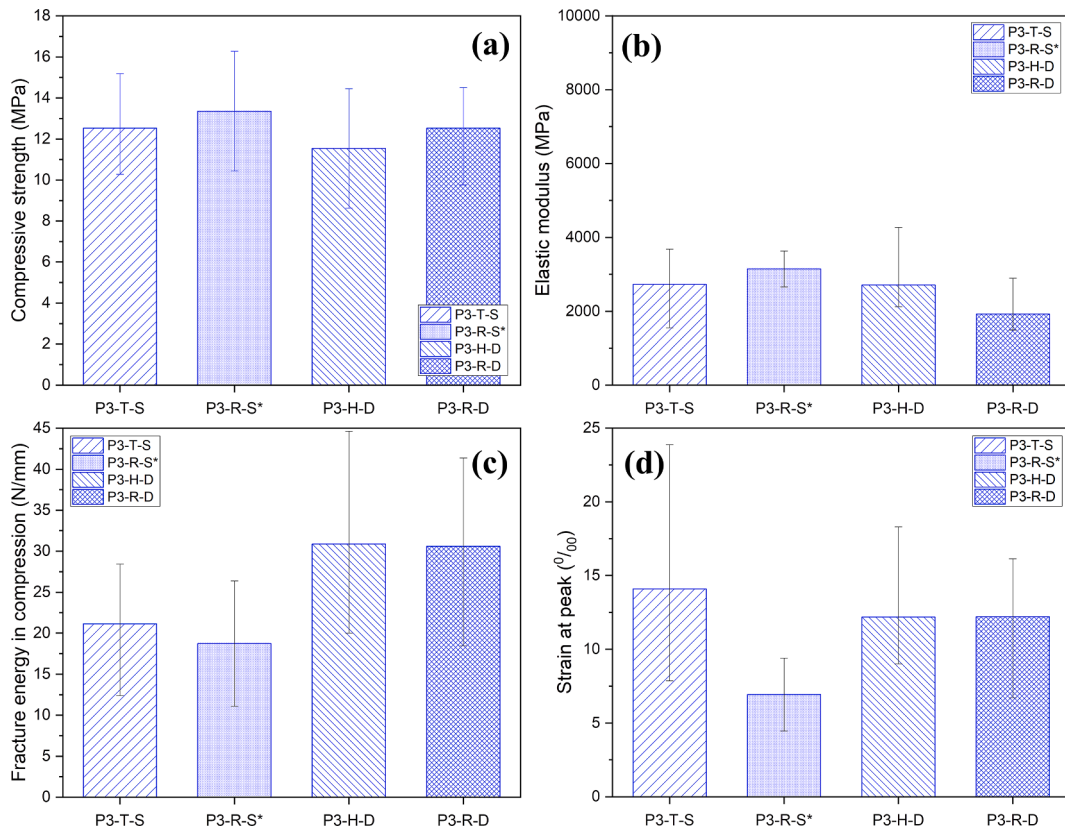 18
16
14
12
10
8
6
4
2
0
Compressive strength (MPa)
(a)
P3-T-S
P3-R-S*
P3-H-D
P3-R-D
P3-T-S
P3-R-S*
P3-H-D
P3-R-D
10000
8000
6000
4000
2000
0
Elastic modulus (MPa)
(b)
P3-T-S
P3-R-S*
P3-H-D
P3-R-D
P3-T-S
P3-R-S*
P3-H-D
P3-R-D
45
40
35
30
25
20
15
10
5
0
Fracture energy in compression (N/mm)
P3-T-S
P3-R-S*
P3-H-D
P3-R-D
(c)
P3-T-S
P3-R-S*
P3-H-D
P3-R-D
25
20
15
10
5
0
Strain at peak (0/00)
(d)
P3-T-S
P3-R-S*
P3-H-D
P3-R-D
P3-T-S
P3-R-S*
P3-H-D
P3-R-D